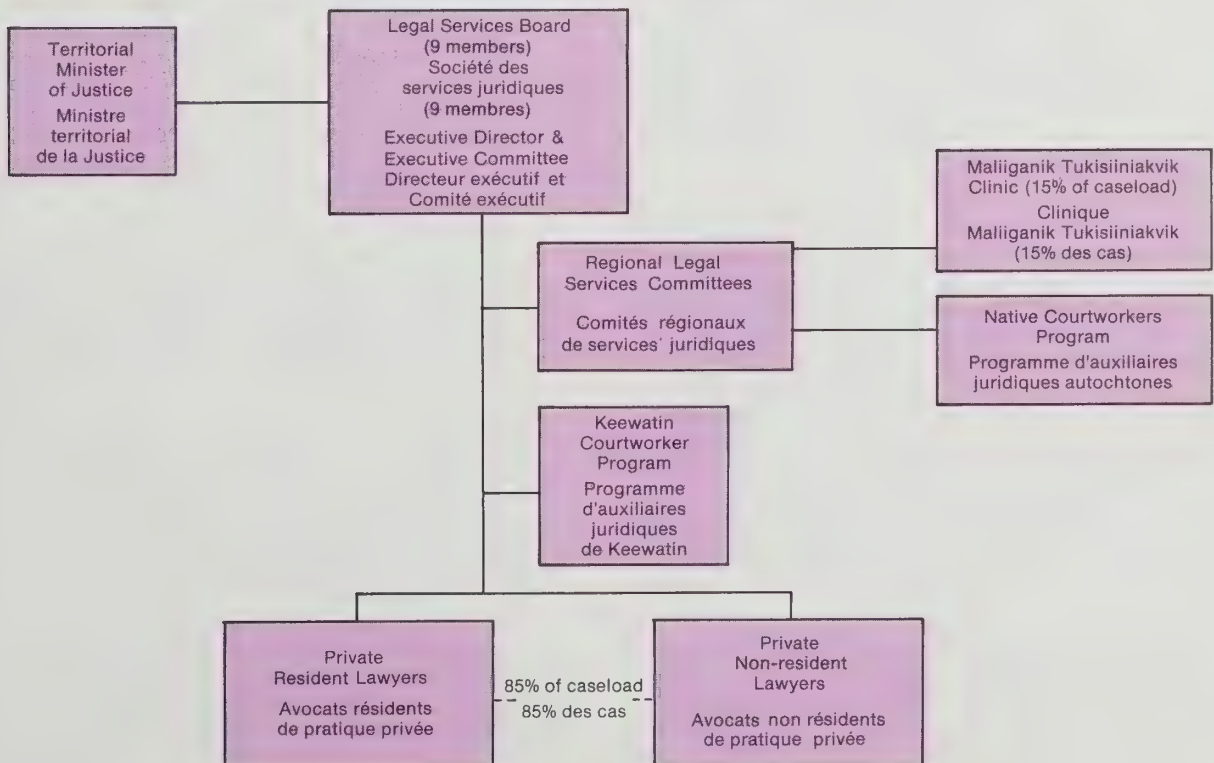 Territorial
Minister
of Justice
Ministre
territorial
de la Justice
Legal Services Board
(9 members)
Société des
services juridiques
(9 membres)
Executive Director &
Executive Committee
Directeur exécutif et
Comité exécutif
Regional Legal
Services Committees
Comités régionaux
de services juridiques
Maliiganik Tukisiiniakvik
Clinic (15% of caseload)
Clinique
Maliiganik Tukisiiniakvik
(15% des cas)
Native Courtworkers
Program
Programme d'auxiliaires
juridiques autochtones
Keewatin
Courtworker
Program
Programme
d'auxiliaires
juridiques
de Keewatin
Private
Resident Lawyers
Avocats résidents
de pratique privée
85% of caseload
85% des cas
Private
Non-resident
Lawyers
Avocats non résidents
de pratique privée